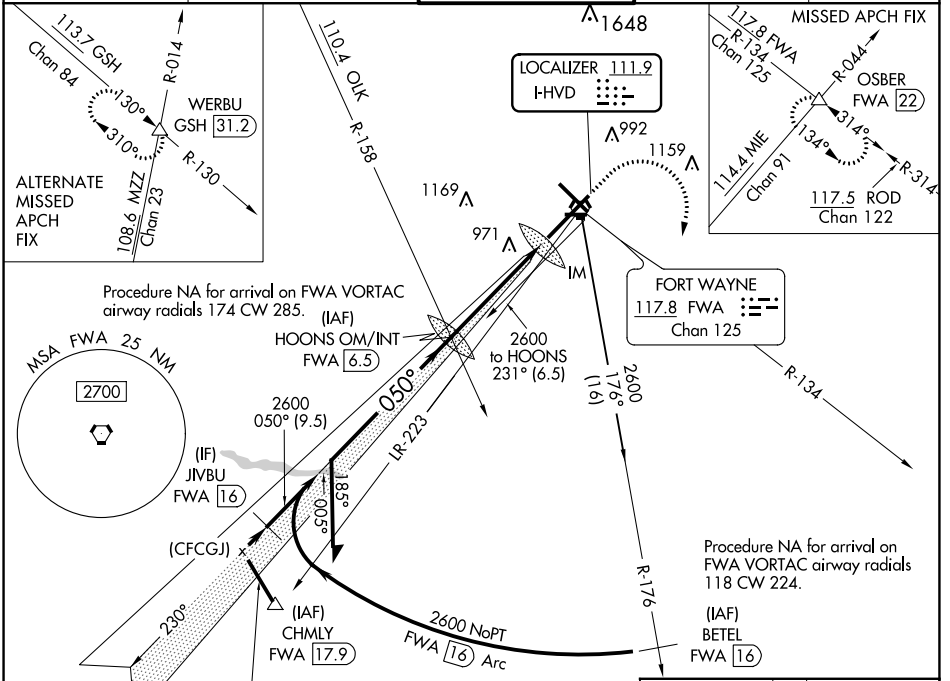 113.7 GSH
Chan 84
R-014
130°
310°
WERBU
GSH 31.2
R-130
108.6 MZZ
Chan 23
ALTERNATE
MISSED
APCH
FIX
110.4 OLK
R-158
1648
LOCALIZER 111.9
I-HVD
992
1159
1169
971
IM
117.8 FWA
R-134
Chan 125
MISSED APCH FIX
R-044
OSBER
FWA 22
314°
134°
R-314
114.4 MIE
Chan 91
117.5 ROD
Chan 122
Procedure NA for arrival on FWA VORTAC
airway radials 174 CW 285.
(IAF)
HOONS OM/INT
FWA 6.5
2600
to HOONS
231° (6.5)
FORT WAYNE
117.8 FWA
Chan 125
R-134
2600
176°
(16)
MSA FWA 25 NM
2700
050°
2600
050° (9.5)
LR-223
(IF)
JIVBU
FWA 16
185°
005°
(CFCGJ)
x
230°
(IAF)
CHMLY
FWA 17.9
2600 NoPT
FWA 16 Arc
R-176
Procedure NA for arrival on
FWA VORTAC airway radials
118 CW 224.
(IAF)
BETEL
FWA 16